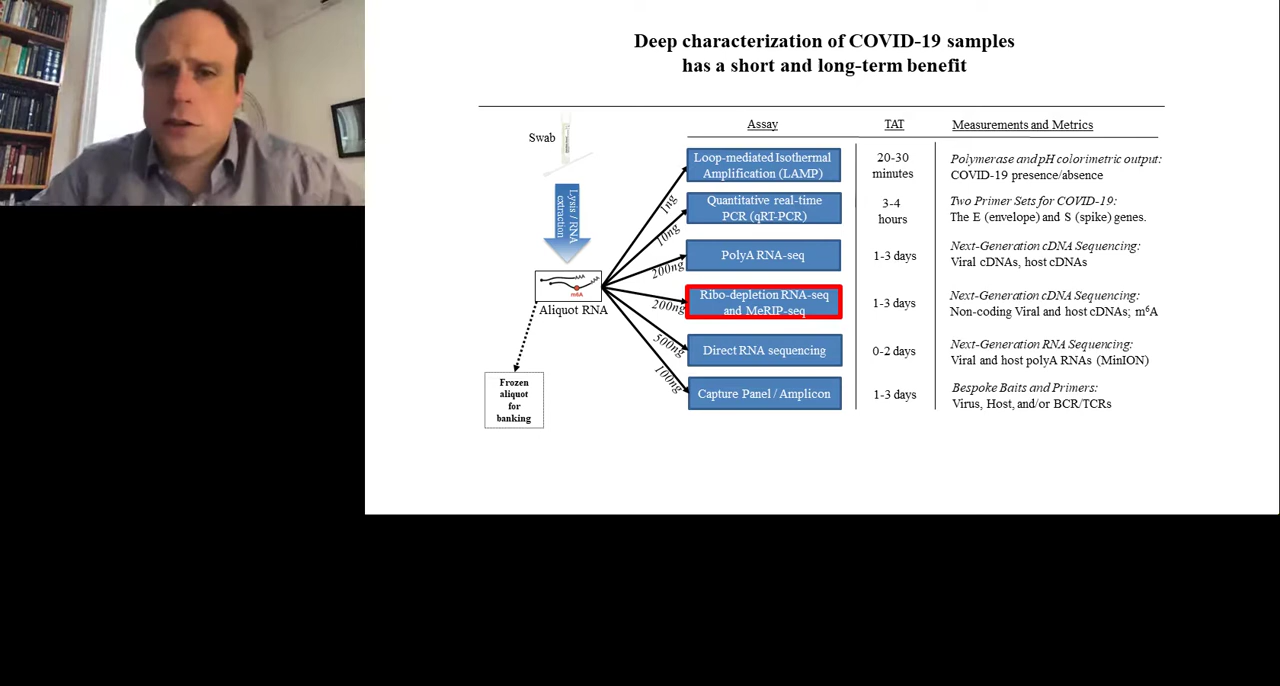 Deep characterization of COVID-19 samples
has a short and long-term benefit
Swab
Lysis / RNA
extraction
AAA
AAA
m6A
Aliquot RNA
Frozen
aliquot
for
banking
1ng
10ng
200ng
200ng
500ng
100ng
Assay
TAT
Measurements and Metrics
Loop-mediated Isothermal
Amplification (LAMP)
20-30
minutes
Polymerase and pH colorimetric output:
COVID-19 presence/absence
Quantitative real-time
PCR (qRT-PCR)
3-4
hours
Two Primer Sets for COVID-19:
The E (envelope) and S (spike) genes.
PolyA RNA-seq
1-3 days
Next-Generation cDNA Sequencing:
Viral cDNAs, host cDNAs
Ribo-depletion RNA-seq
and MeRIP-seq
1-3 days
Next-Generation cDNA Sequencing:
Non-coding Viral and host cDNAs; m⁶A
Direct RNA sequencing
0-2 days
Next-Generation RNA Sequencing:
Viral and host polyA RNAs (MinION)
Capture Panel / Amplicon
1-3 days
Bespoke Baits and Primers:
Virus, Host, and/or BCR/TCRs